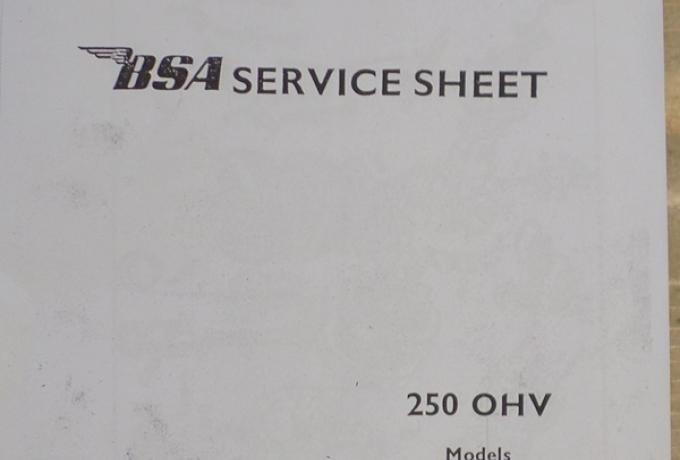 BSA SERVICE SHEET
250 OHV
Models